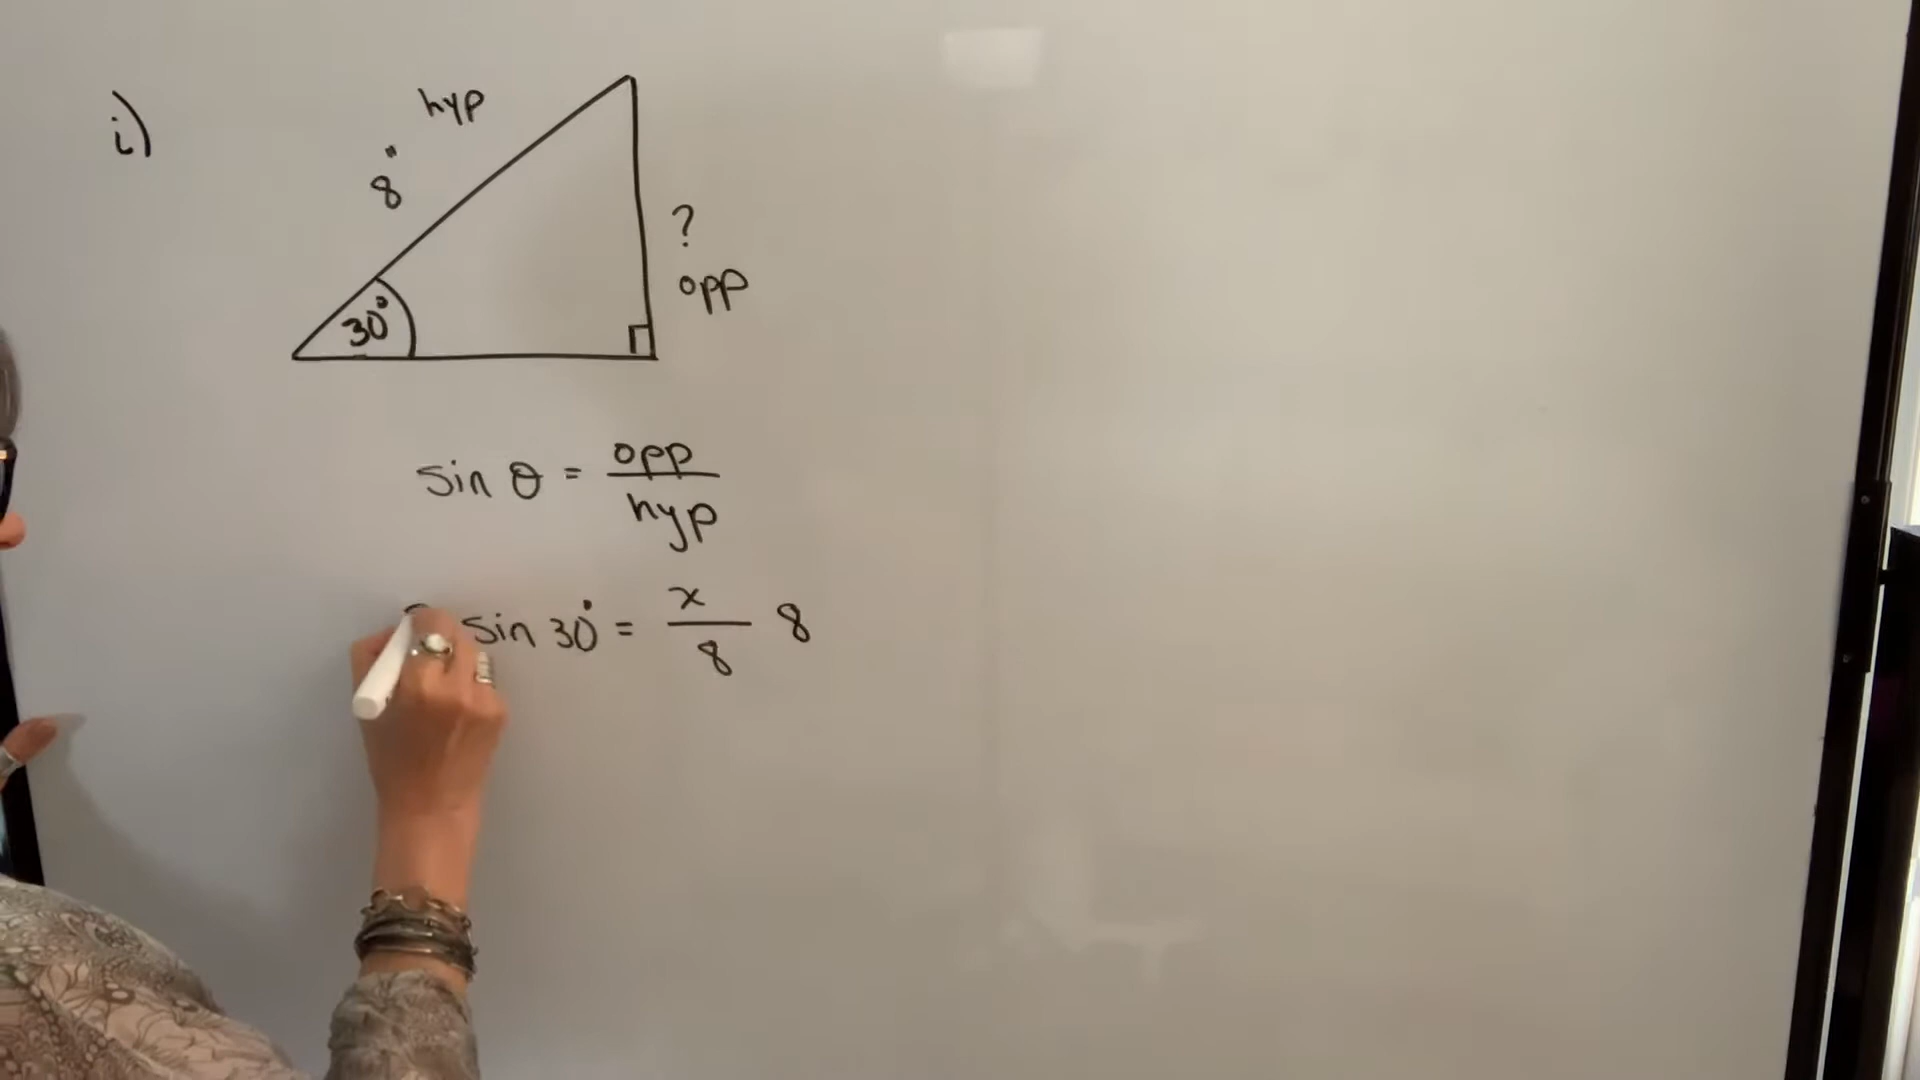 i)
hyp
8
?
opp
30°
sin θ = opp/hyp
sin 30° = x/8 8